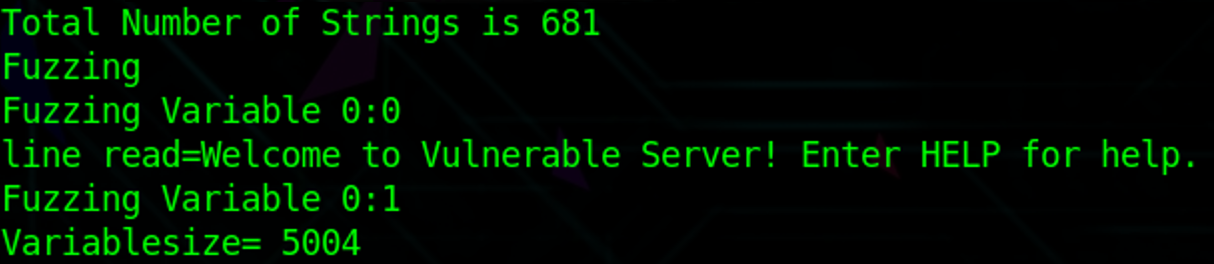 Total Number of Strings is 681
Fuzzing
Fuzzing Variable 0:0
line read=Welcome to Vulnerable Server! Enter HELP for help.
Fuzzing Variable 0:1
Variablesize= 5004